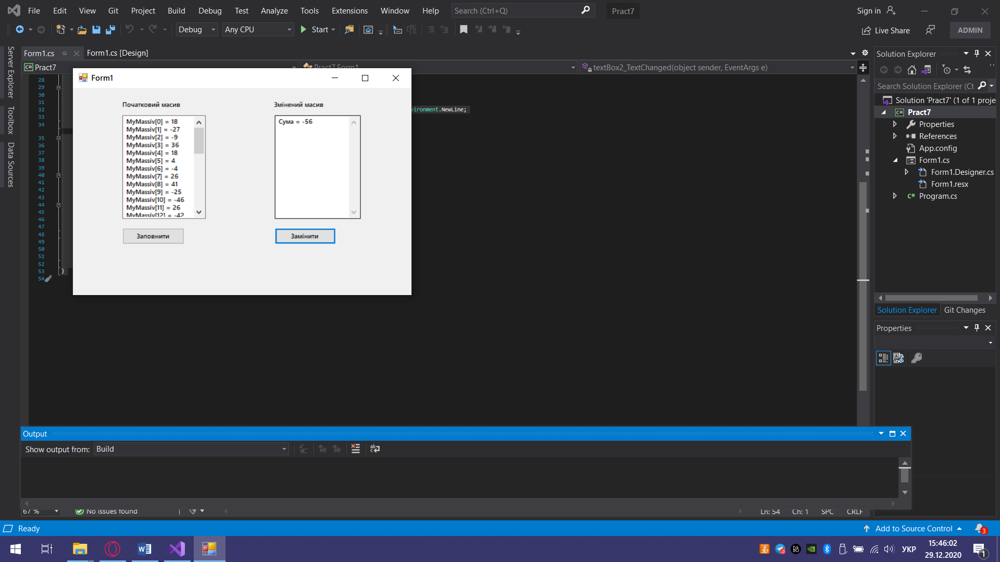 File Edit View Git Project Build Debug Test Analyze Tools Extensions Window Help Search (Ctrl+Q) Pract7 Sign in
Debug Any CPU Start Live Share ADMIN
Server Explorer
Toolbox
Data Sources
Form1.cs Form1.cs [Design]
C# Pract7 Pract7.Form1 textBox2_TextChanged(object sender, EventArgs e)
28
29
30
31
32 vironment.NewLine;
33
34
35
36
37
38
39
40
41
42
43
44
45
46
47
48
49
50
51
52
53 }
54
Form1
Початковий масив
MyMassiv[0] = 18
MyMassiv[1] = -27
MyMassiv[2] = -9
MyMassiv[3] = 36
MyMassiv[4] = 18
MyMassiv[5] = 4
MyMassiv[6] = -4
MyMassiv[7] = 26
MyMassiv[8] = 41
MyMassiv[9] = -25
MyMassiv[10] = -46
MyMassiv[11] = 26
MyMassiv[12] = -42
Заповнити
Змінений масив
Сума = -56
Замінити
Solution Explorer
Search Solution Explorer (Ct
Solution 'Pract7' (1 of 1 proje
C# Pract7
Properties
References
App.config
Form1.cs
Form1.Designer.cs
Form1.resx
C# Program.cs
Solution Explorer Git Changes
Properties
Output
Show output from: Build
67 % No issues found Ln: 54 Ch: 1 SPC CRLF
Ready Add to Source Control 3
УКР
15:46:02
29.12.2020
1